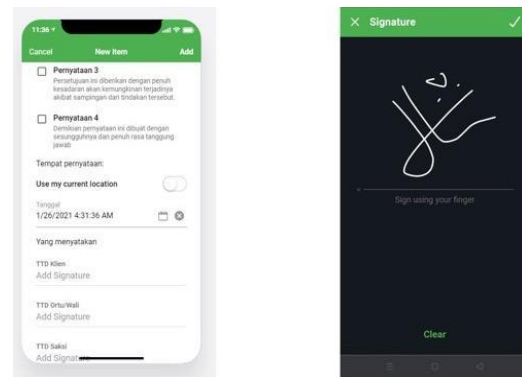 11:36
Cancel New Item Add
Pernyataan 3
Persetujuan ini diberikan dengan penuh
kesadaran akan kemungkinan terjadinya
akibat sampingan dari tindakan tersebut.
Pernyataan 4
Demikian pernyataan ini dibuat dengan
sesungguhnya dan penuh rasa tanggung
jawab
Tempat pernyataan:
Use my current location
Tanggal
1/26/2021 4:31:36 AM
Yang menyatakan
TTD Klien
Add Signature
TTD Ortu/Wali
Add Signature
TTD Saksi
Add Signature
Signature
Sign using your finger
Clear